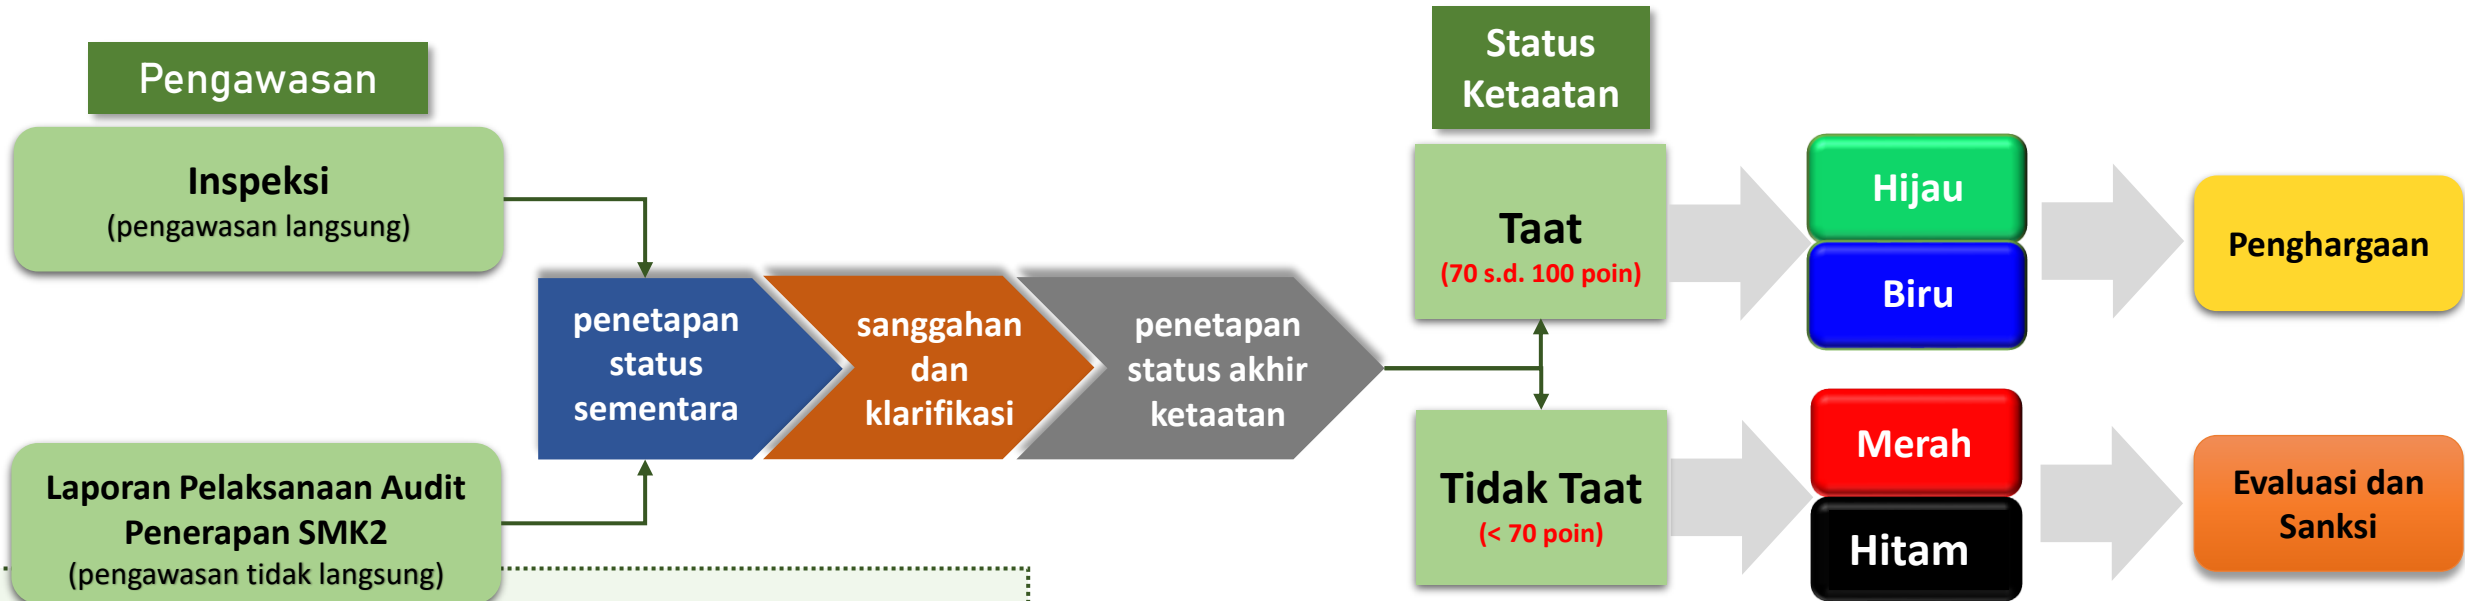 Pengawasan
Inspeksi
(pengawasan langsung)
Laporan Pelaksanaan Audit
Penerapan SMK2
(pengawasan tidak langsung)
penetapan
status
sementara
sanggahan
dan
klarifikasi
penetapan
status akhir
ketaatan
Status
Ketaatan
Taat
(70 s.d. 100 poin)
Tidak Taat
(< 70 poin)
Hijau
Biru
Merah
Hitam
Penghargaan
Evaluasi dan
Sanksi